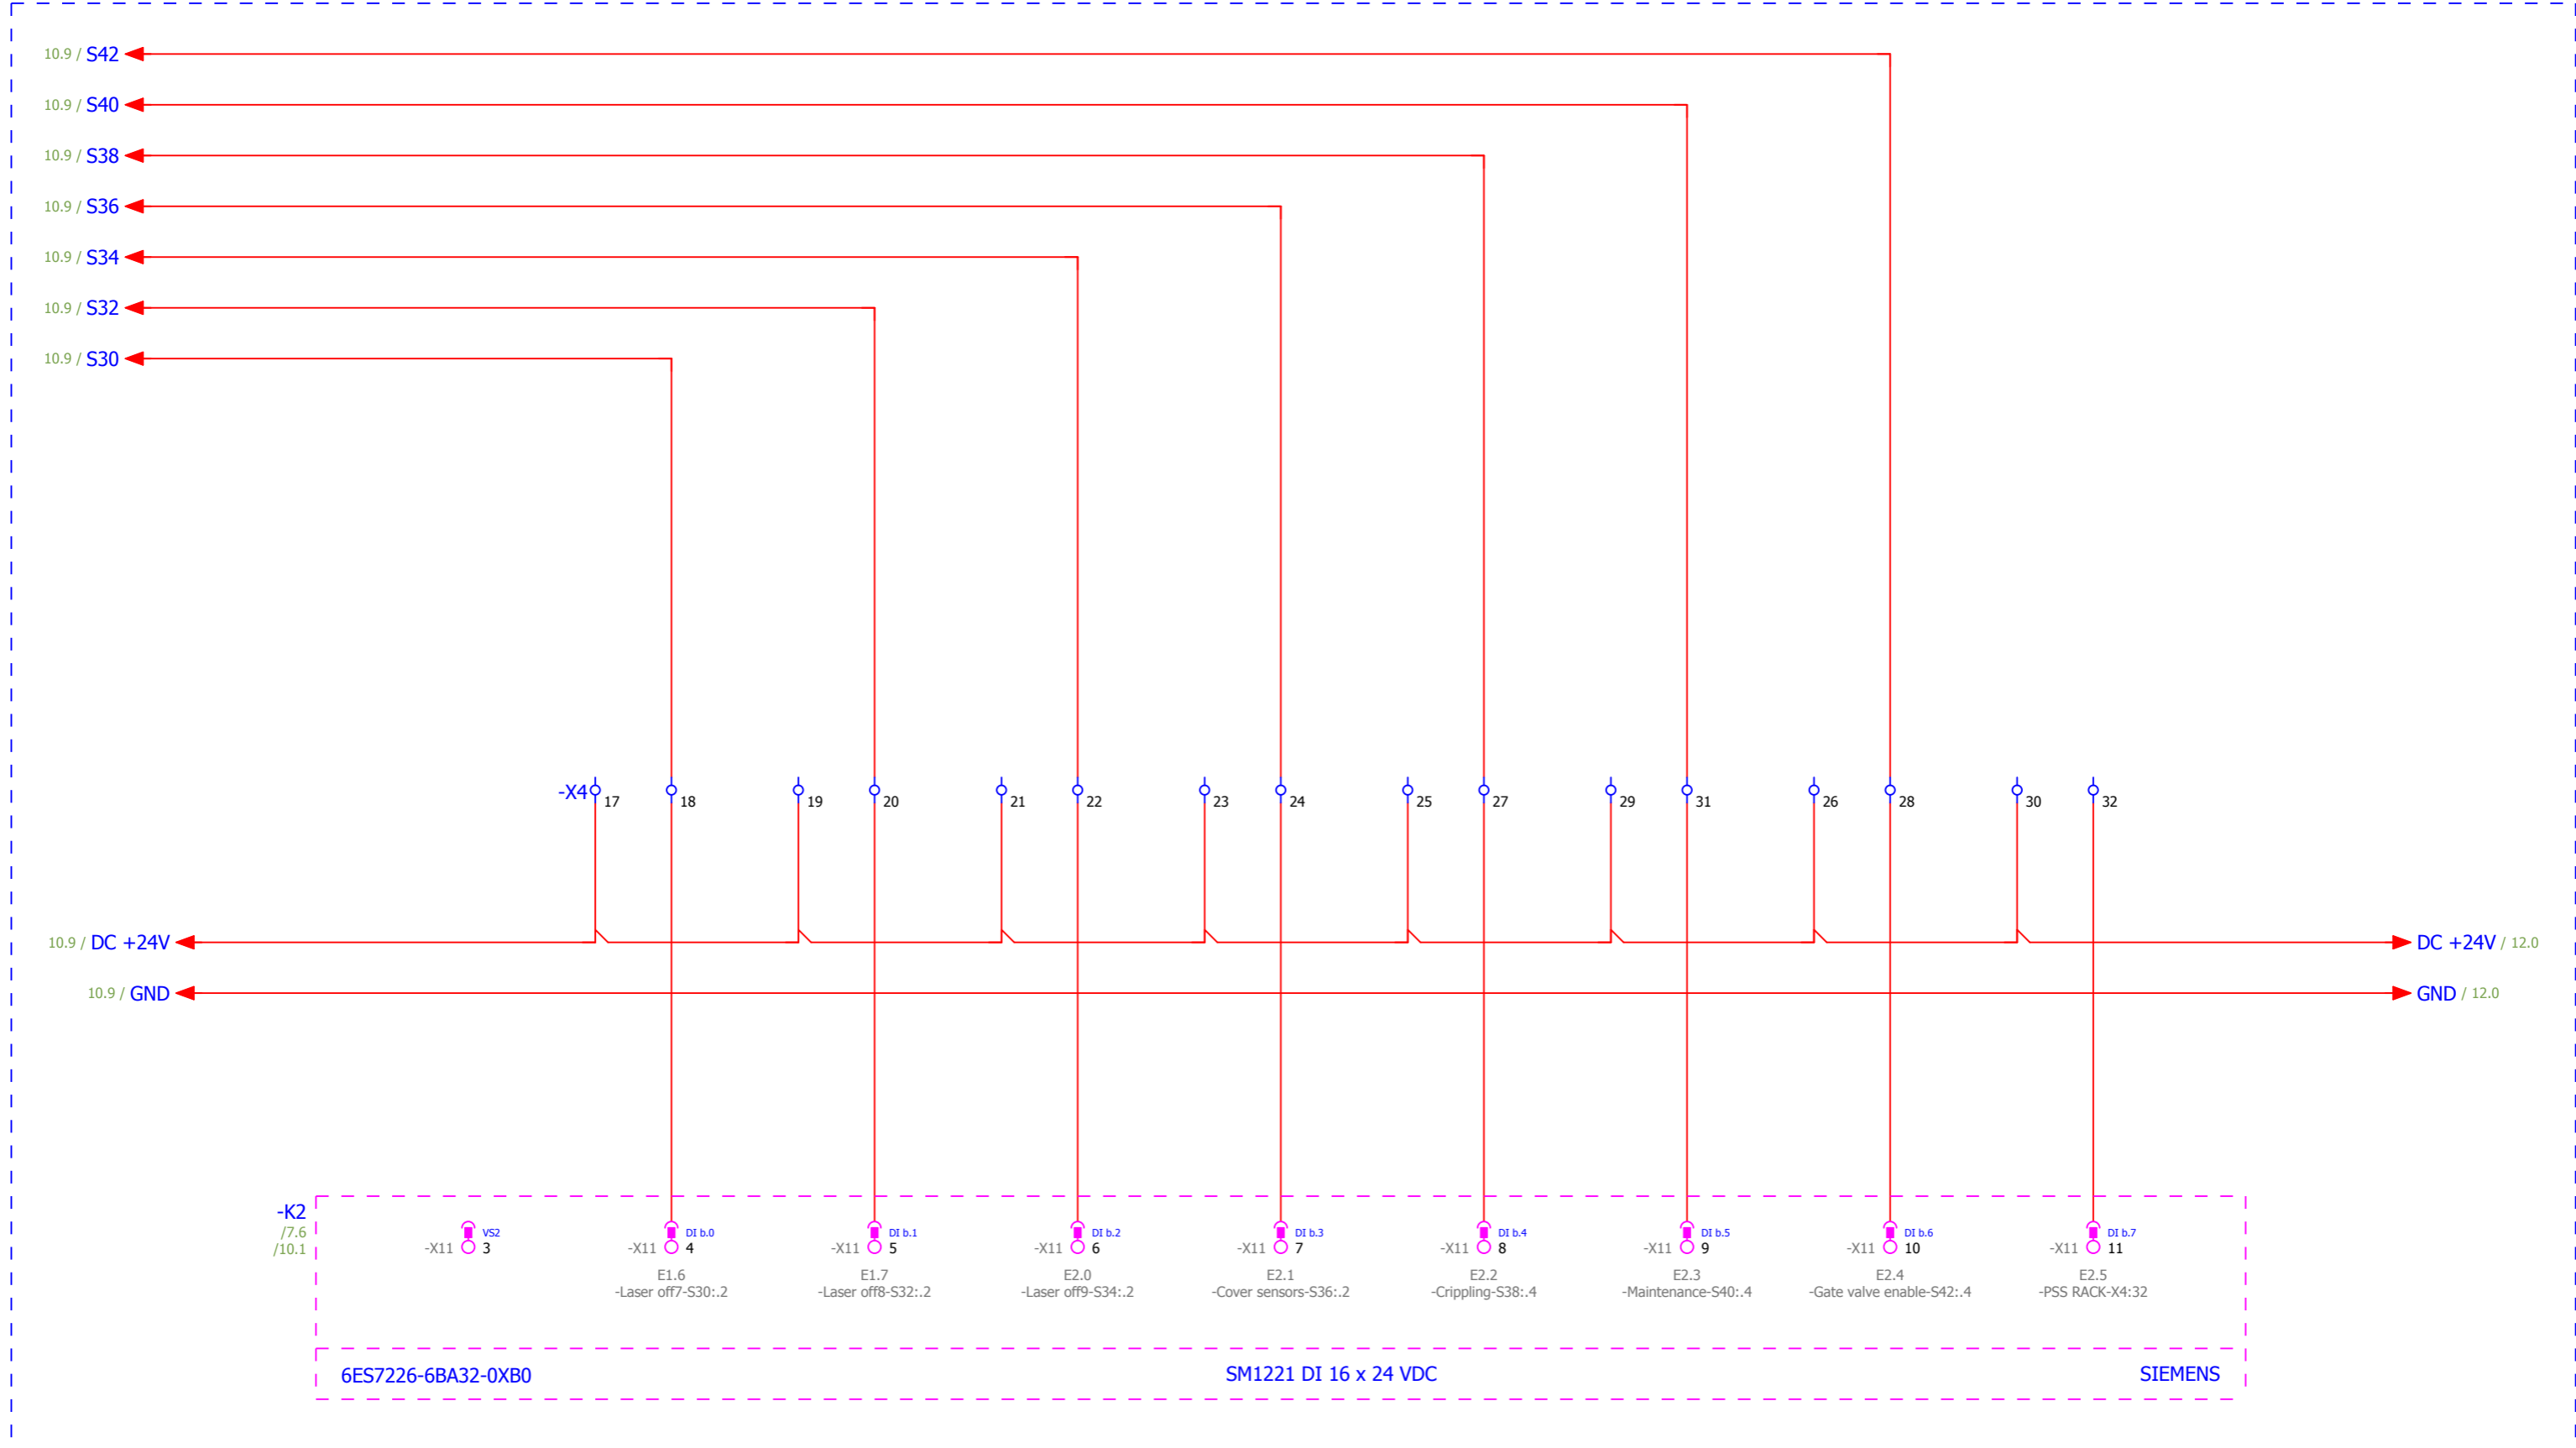 10.9 / S42
10.9 / S40
10.9 / S38
10.9 / S36
10.9 / S34
10.9 / S32
10.9 / S30
-X4 17 18 19 20 21 22 23 24 25 27 29 31 26 28 30 32
10.9 / DC +24V DC +24V / 12.0
10.9 / GND GND / 12.0
-K2
/7.6
/10.1
VS2 DI b.0 DI b.1 DI b.2 DI b.3 DI b.4 DI b.5 DI b.6 DI b.7
-X11 3 -X11 4 -X11 5 -X11 6 -X11 7 -X11 8 -X11 9 -X11 10 -X11 11
E1.6 E1.7 E2.0 E2.1 E2.2 E2.3 E2.4 E2.5
-Laser off7-S30:.2 -Laser off8-S32:.2 -Laser off9-S34:.2 -Cover sensors-S36:.2 -Crippling-S38:.4 -Maintenance-S40:.4 -Gate valve enable-S42:.4 -PSS RACK-X4:32
6ES7226-6BA32-0XB0 SM1221 DI 16 x 24 VDC SIEMENS